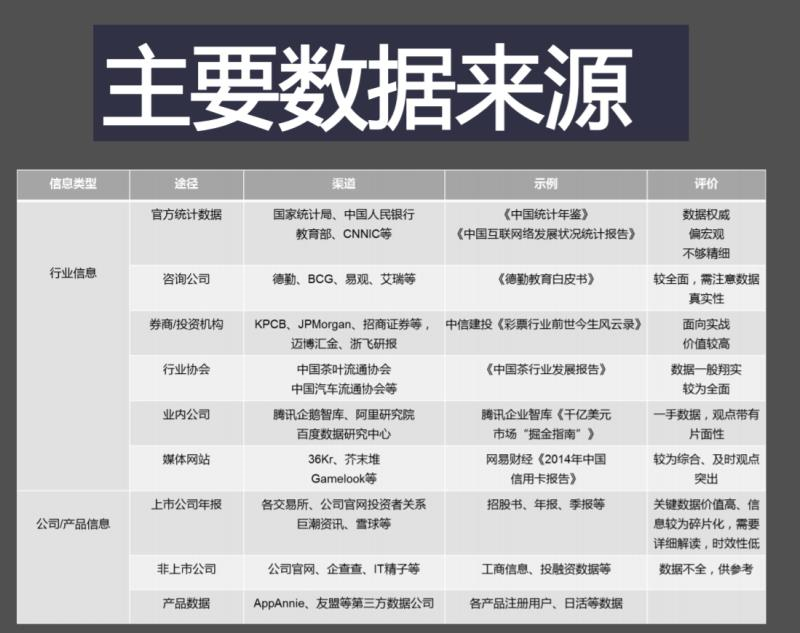 主要数据来源
信息类型 途径 渠道 示例 评价
行业信息
官方统计数据
国家统计局、中国人民银行
教育部、CNNIC等
《中国统计年鉴》
《中国互联网络发展状况统计报告》
数据权威
偏宏观
不够精细
咨询公司
德勤、BCG、易观、艾瑞等
《德勤教育白皮书》
较全面，需注意数据
真实性
券商/投资机构
KPCB、JPMorgan、招商证券等，
迈博汇金、浙飞研报
中信建投《彩票行业前世今生风云录》
面向实战
价值较高
行业协会
中国茶叶流通协会
中国汽车流通协会等
《中国茶行业发展报告》
数据一般翔实
较为全面
业内公司
腾讯企鹅智库、阿里研究院
百度数据研究中心
腾讯企业智库《千亿美元
市场“掘金指南”》
一手数据，观点带有
片面性
媒体网站
36Kr、芥末堆
Gamelook等
网易财经《2014年中国
信用卡报告》
较为综合、及时观点
突出
公司/产品信息
上市公司年报
各交易所、公司官网投资者关系
巨潮资讯、雪球等
招股书、年报、季报等
关键数据价值高、信
息较为碎片化，需要
详细解读，时效性低
非上市公司
公司官网、企查查、IT精子等
工商信息、投融资数据等
数据不全，供参考
产品数据
AppAnnie、友盟等第三方数据公司
各产品注册用户、日活等数据